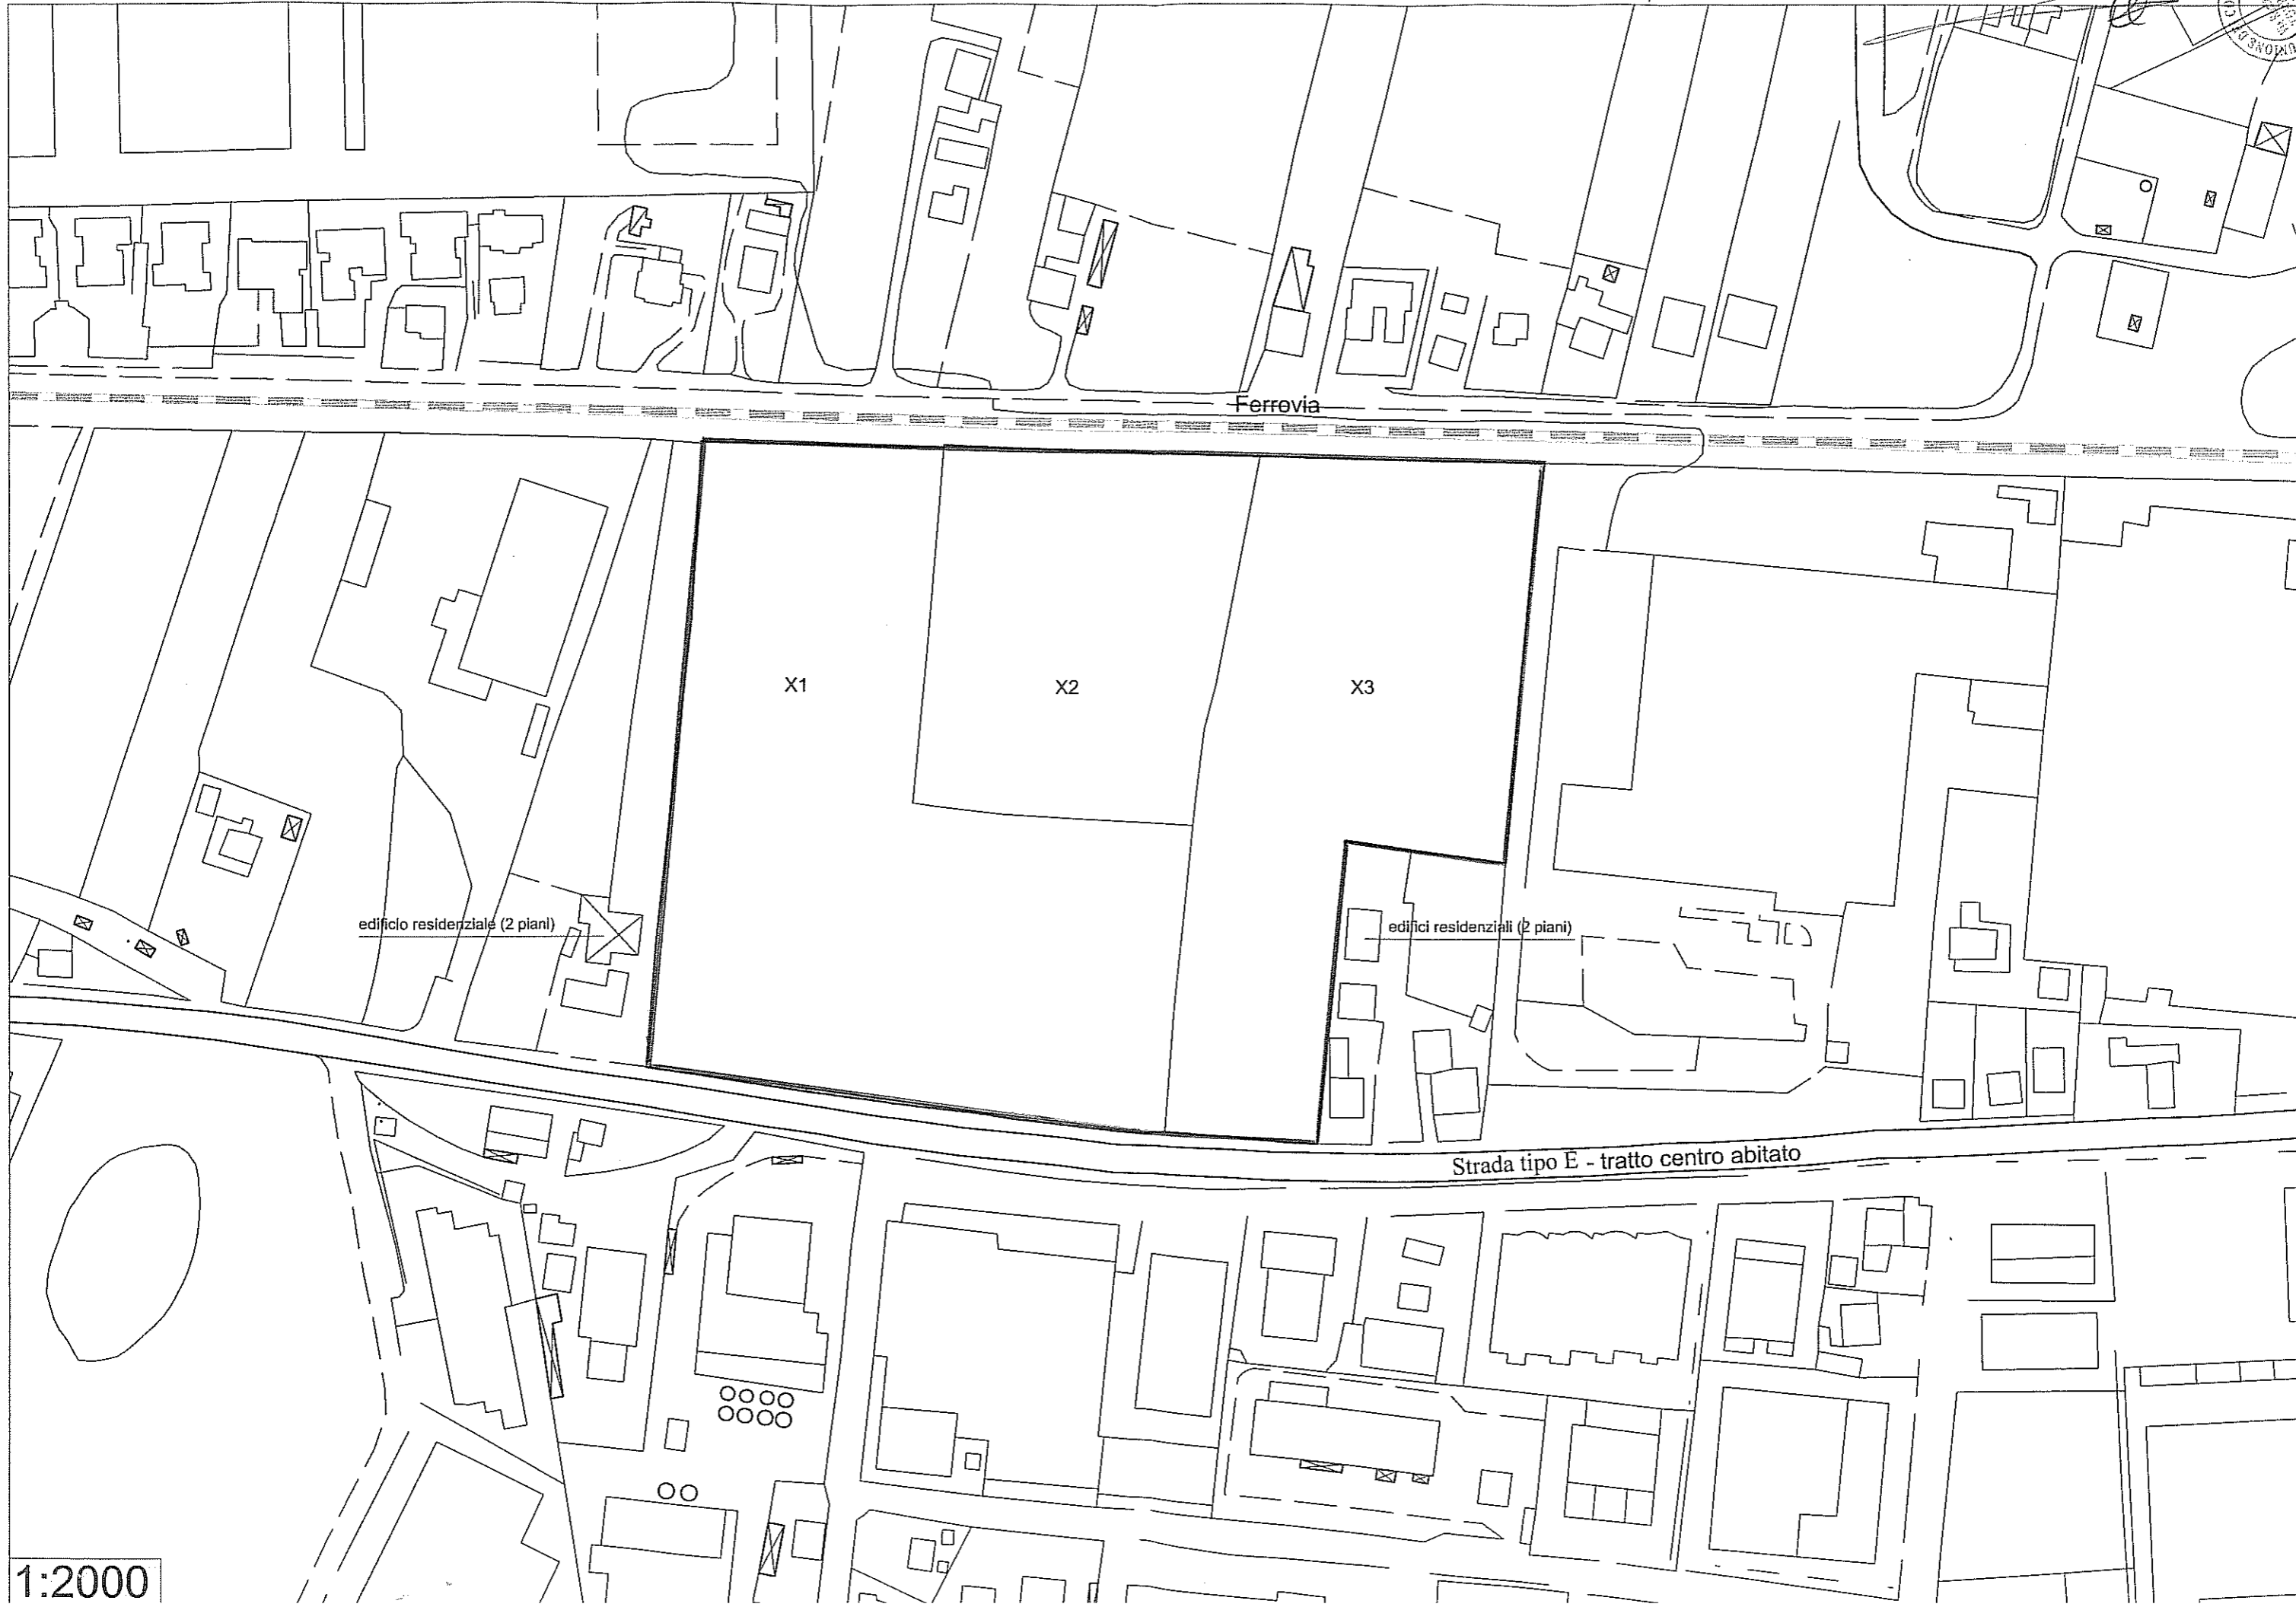 Ferrovia
X1
X2
X3
edificio residenziale (2 piani)
edifici residenziali (2 piani)
Strada tipo E - tratto centro abitato
1:2000
UNIONE D